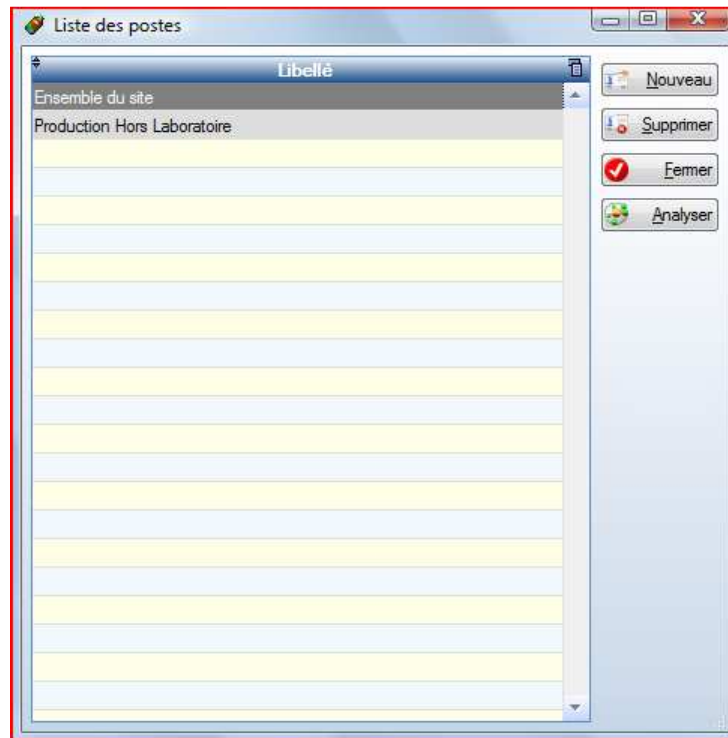 Liste des postes
Libellé
Ensemble du site
Production Hors Laboratoire
Nouveau
Supprimer
Fermer
Analyser